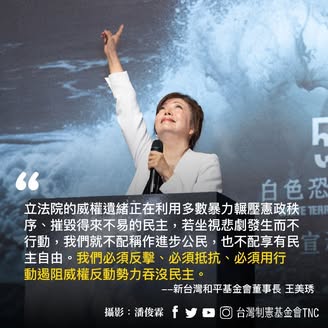 5
白色恐
TERROR
“
立法院的威權遺緒正在利用多數暴力輾壓憲政秩
序、摧毀得來不易的民主，若坐視悲劇發生而不
行動，我們就不配稱作進步公民，也不配享有民
主自由。我們必須反擊、必須抵抗、必須用行
動遏阻威權反動勢力吞沒民主。
——新台灣和平基金會董事長 王美琇
攝影：潘俊霖
台灣制憲基金會TNC